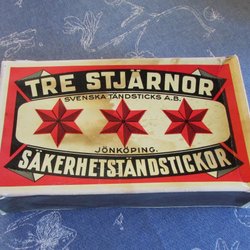 TRE STJÄRNOR
SVENSKA TÄNDSTICKS A.B.
JÖNKÖPING.
SÄKERHETSTÄNDSTICKOR